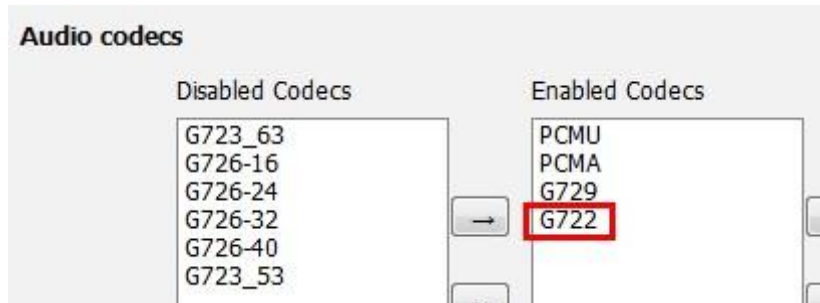 Audio codecs
Disabled Codecs
G723_63
G726-16
G726-24
G726-32
G726-40
G723_53
→
Enabled Codecs
PCMU
PCMA
G729
G722